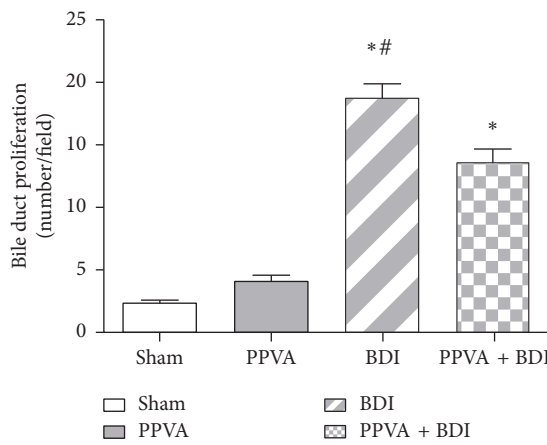 Bile duct proliferation
(number/field)
25
20
10
10
5
0
*#
*
Sham
PPVA
BDI
PPVA + BDI
Sham
PPVA
BDI
PPVA + BDI